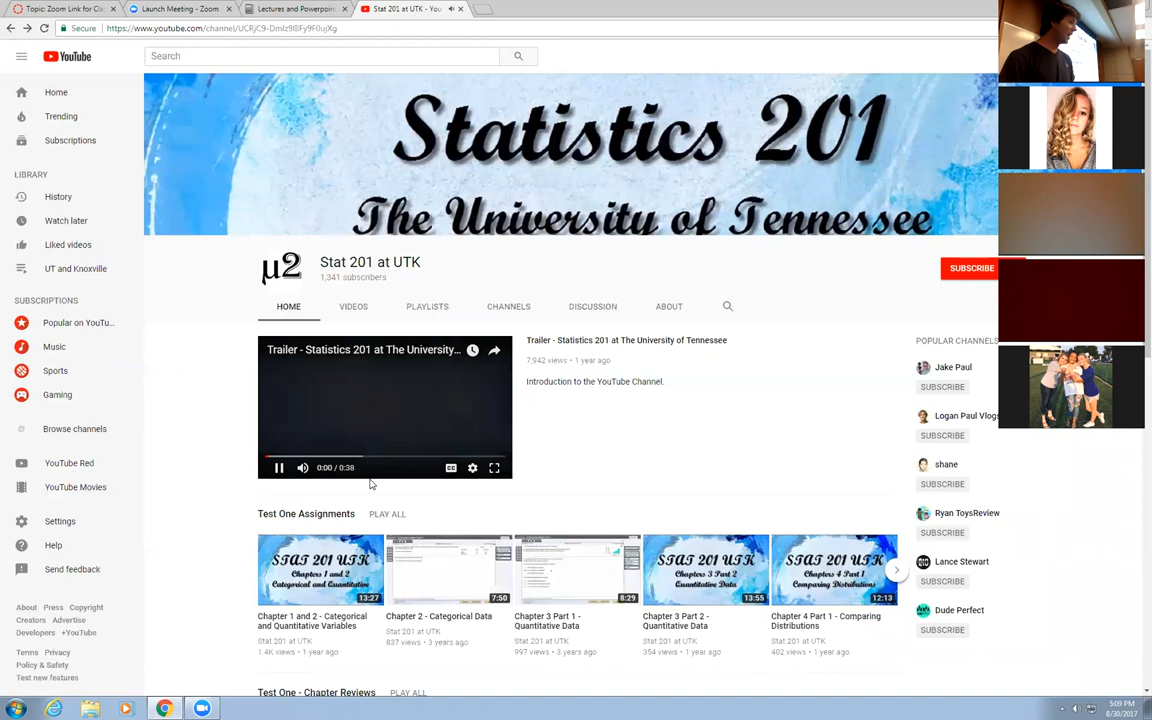 Topic: Zoom Link for Cla
Launch Meeting - Zoom
Lectures and Powerpoin
Stat 201 at UTK - You
Secure
YouTube
Search
Home
Trending
Subscriptions
LIBRARY
History
Watch later
Liked videos
UT and Knoxville
SUBSCRIPTIONS
Popular on YouTu...
Music
Sports
Gaming
Browse channels
YouTube Red
YouTube Movies
Settings
Help
Send feedback
About Press Copyright
Creators Advertise
Developers +YouTube
Terms Privacy
Policy & Safety
Test new features
Statistics 201
The University of Tennessee
μ2
Stat 201 at UTK
1,341 subscribers
SUBSCRIBE
HOME
VIDEOS
PLAYLISTS
CHANNELS
DISCUSSION
ABOUT
Trailer - Statistics 201 at The University...
0:00 / 0:38
CC
Trailer - Statistics 201 at The University of Tennessee
7,942 views • 1 year ago
Introduction to the YouTube Channel.
Test One Assignments PLAY ALL
STAT 201 UTK
Chapters 1 and 2
Categorical and Quantitative
13:27
Chapter 1 and 2 - Categorical
and Quantitative Variables
Stat 201 at UTK
1.4K views • 1 year ago
7:50
Chapter 2 - Categorical Data
Stat 201 at UTK
837 views • 3 years ago
8:29
Chapter 3 Part 1 -
Quantitative Data
Stat 201 at UTK
997 views • 3 years ago
STAT 201 UTK
Chapters 3 Part 2
Quantitative Data
13:55
Chapter 3 Part 2 -
Quantitative Data
Stat 201 at UTK
354 views • 1 year ago
STAT 201 UTK
Chapters 4 Part 1
Comparing Distributions
12:13
Chapter 4 Part 1 - Comparing
Distributions
Stat 201 at UTK
402 views • 1 year ago
Test One - Chapter Reviews PLAY ALL
POPULAR CHANNELS
Jake Paul
SUBSCRIBE
Logan Paul Vlogs
SUBSCRIBE
shane
SUBSCRIBE
Ryan ToysReview
SUBSCRIBE
Lance Stewart
SUBSCRIBE
Dude Perfect
SUBSCRIBE
5:09 PM
8/30/2017